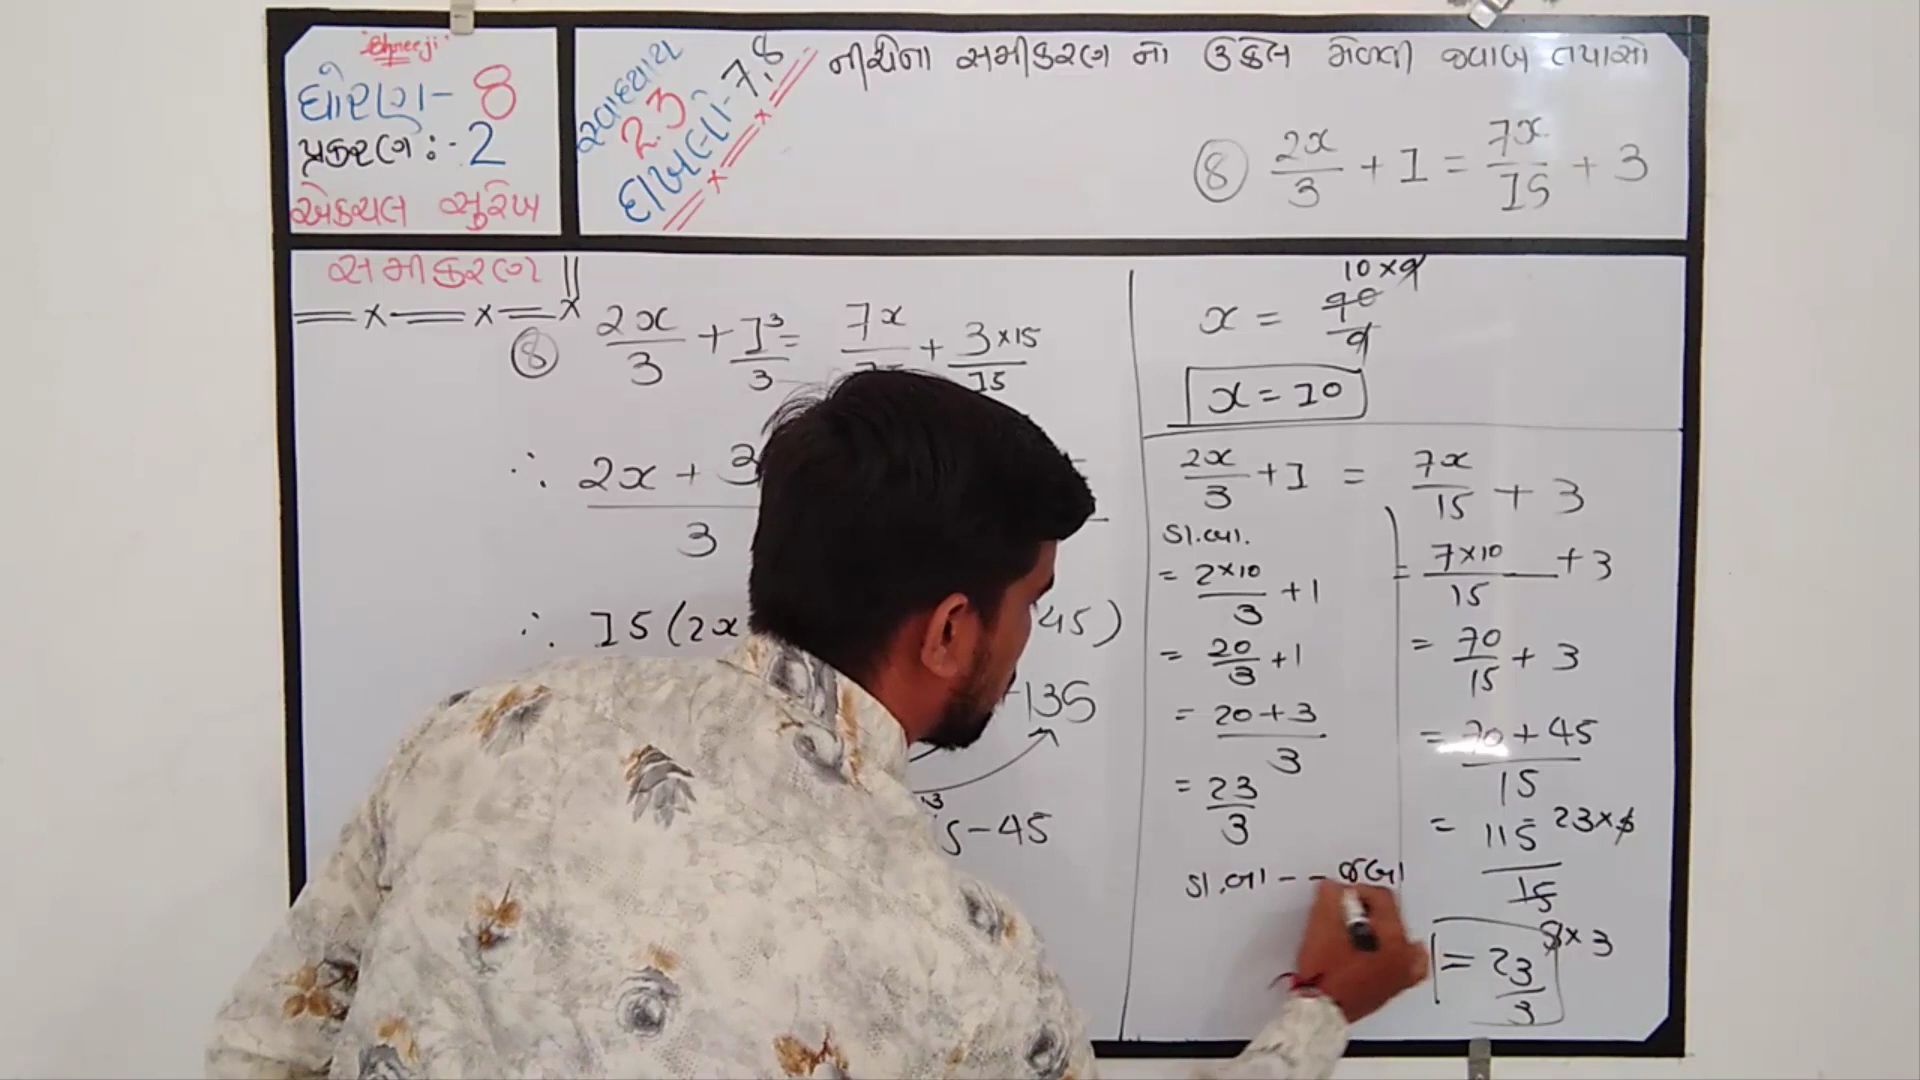 Bhneeji
ધોરણ - 8
પ્રકરણ :- 2
એકચલ સુરેખ
સમીકરણ ||
સ્વાધ્યાય
2.3
દાખલો - 7,8
નીચેના સમીકરણ નો ઉકેલ મેળવી જવાબ તપાસો
⑧ 2x/3 + 1 = 7x/15 + 3
= x = x = x
⑧ 2x/3 + 1³/3 = 7x + 3×15/15
∴ 2x + 3
3
∴ 15(2x 45)
135
5-45
x = 90/9 10×9
x = 10
2x/3 + 1 = 7x/15 + 3
ડા.બા.
= 2×10/3 + 1
= 20/3 + 1
= 20+3/3
= 23/3
ડા.બા -- જ.બા
= 7×10/15 + 3
= 70/15 + 3
= 70+45/15
= 115/15 23×5
5×3
= 23/3